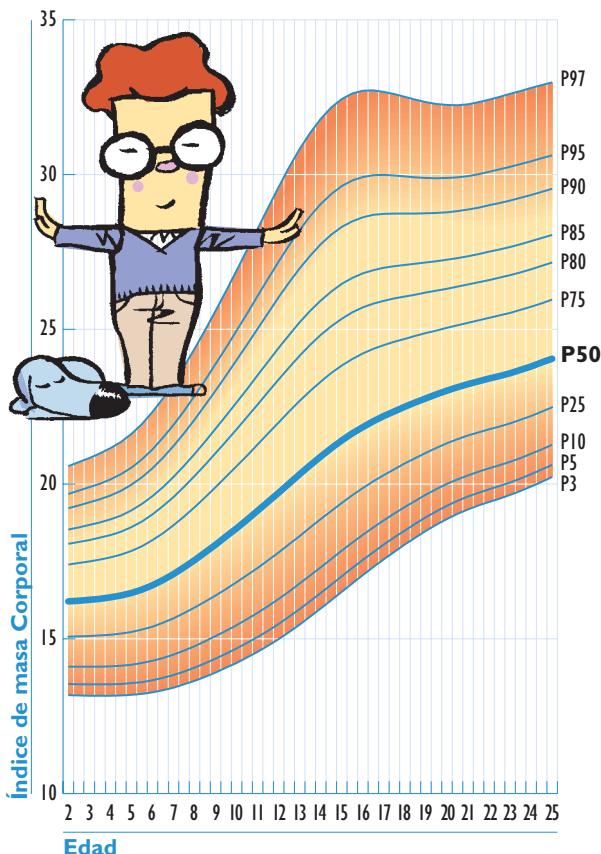 35
30
25
20
15
10
P97
P95
P90
P85
P80
P75
P50
P25
P10
P5
P3
Índice de masa Corporal
2 3 4 5 6 7 8 9 10 11 12 13 14 15 16 17 18 19 20 21 22 23 24 25
Edad